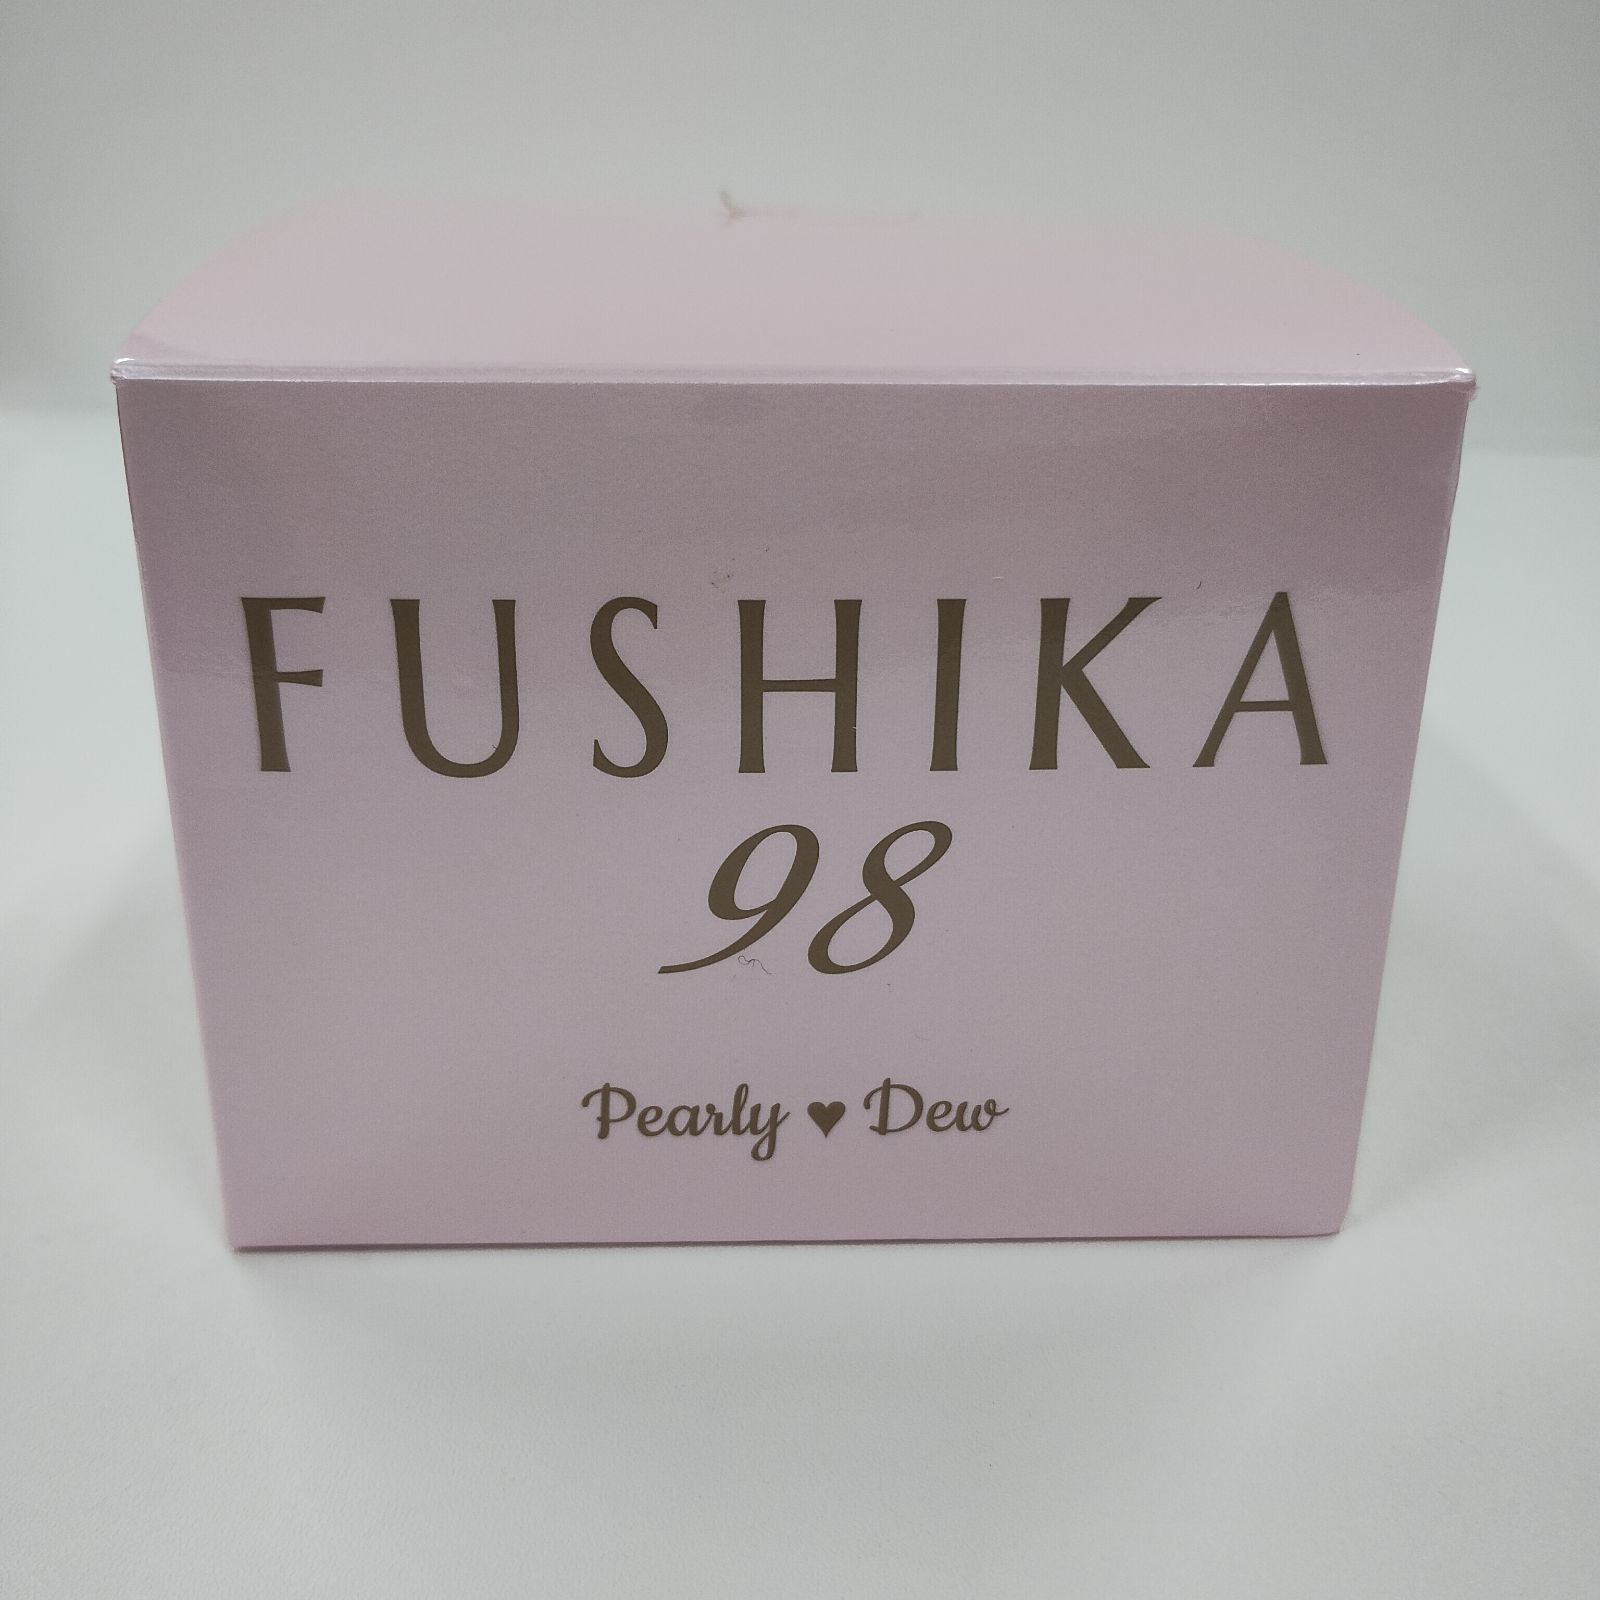 FUSHIKA
98
Pearly ♥ Dew